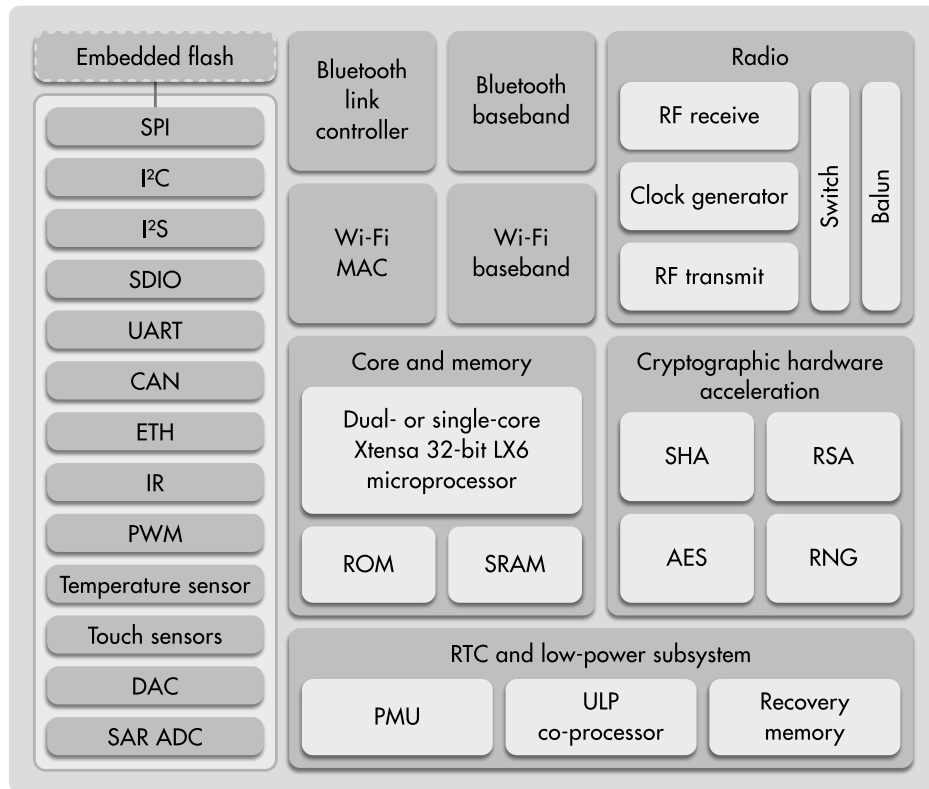 Embedded flash
SPI
I²C
I²S
SDIO
UART
CAN
ETH
IR
PWM
Temperature sensor
Touch sensors
DAC
SAR ADC
Bluetooth
link
controller
Bluetooth
baseband
Wi-Fi
MAC
Wi-Fi
baseband
Radio
RF receive
Clock generator
RF transmit
Switch
Balun
Core and memory
Dual- or single-core
Xtensa 32-bit LX6
microprocessor
ROM
SRAM
Cryptographic hardware
acceleration
SHA
RSA
AES
RNG
RTC and low-power subsystem
PMU
ULP
co-processor
Recovery
memory